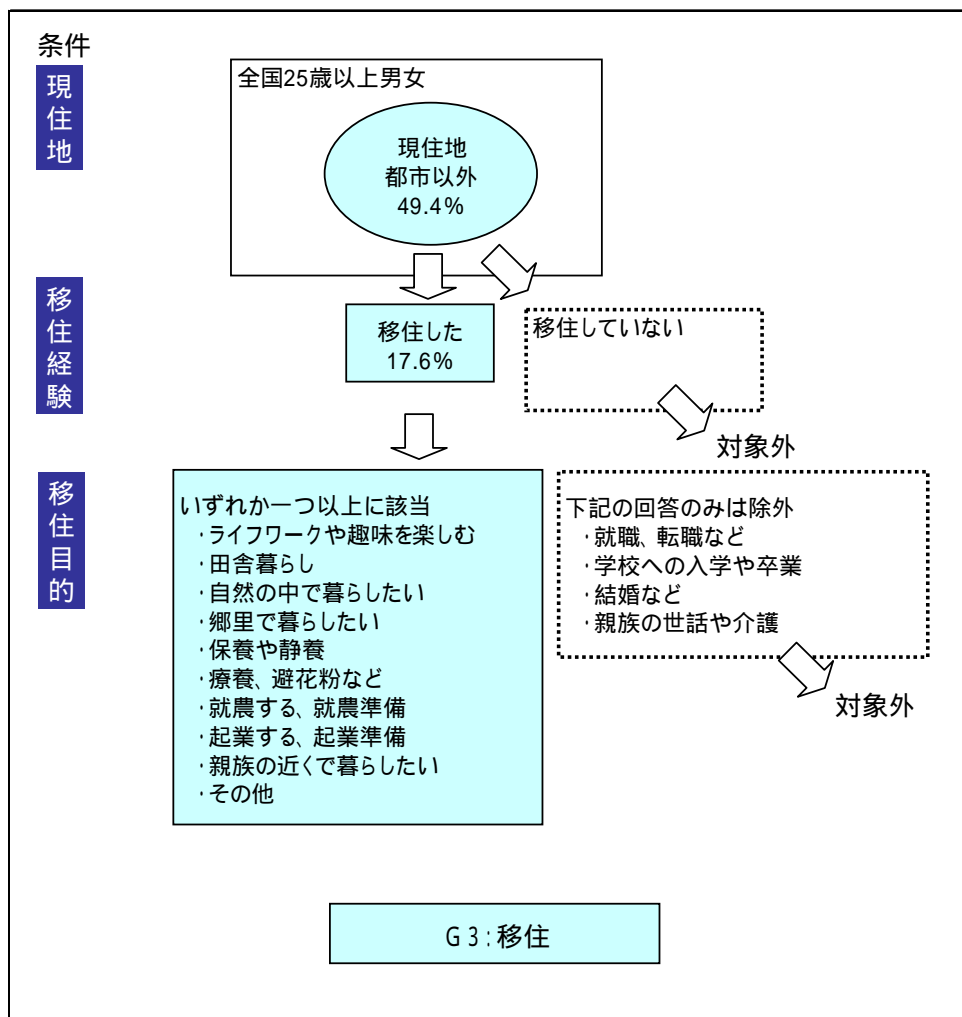 条件
現住地
全国25歳以上男女
現住地
都市以外
49.4%
移住経験
移住した
17.6%
移住していない
対象外
移住目的
いずれか一つ以上に該当
・ライフワークや趣味を楽しむ
・田舎暮らし
・自然の中で暮らしたい
・郷里で暮らしたい
・保養や静養
・療養、避花粉など
・就農する、就農準備
・起業する、起業準備
・親族の近くで暮らしたい
・その他
下記の回答のみは除外
・就職、転職など
・学校への入学や卒業
・結婚など
・親族の世話や介護
対象外
G3:移住